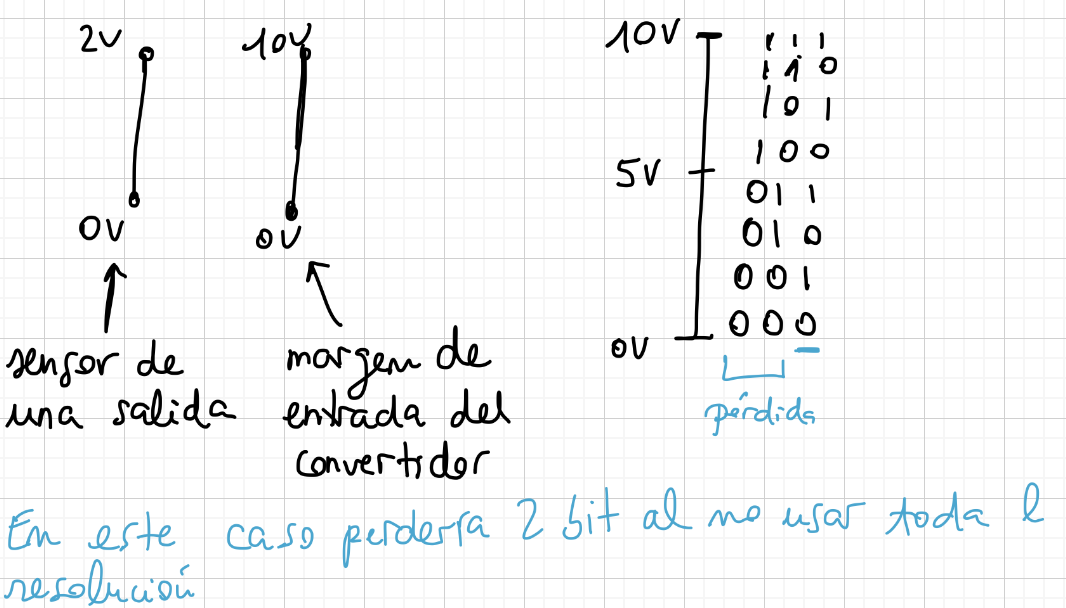 2V
10V
0V
0V
sensor de
una salida
margen de
entrada del
convertidor
10V
5V
0V
1 1 1
1 1 0
1 0 1
1 0 0
0 1 1
0 1 0
0 0 1
0 0 0
pérdida
En este caso perdería 2 bit al no usar toda l
resolución